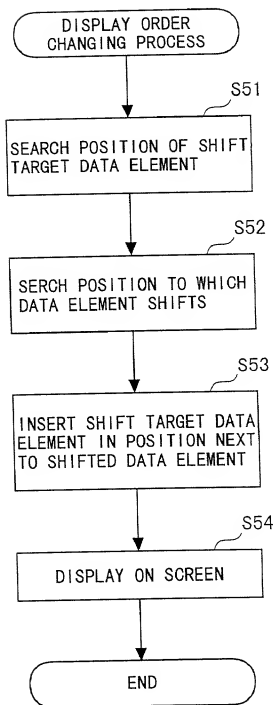 DISPLAY ORDER
CHANGING PROCESS
S51
SEARCH POSITION OF SHIFT
TARGET DATA ELEMENT
S52
SERCH POSITION TO WHICH
DATA ELEMENT SHIFTS
S53
INSERT SHIFT TARGET DATA
ELEMENT IN POSITION NEXT
TO SHIFTED DATA ELEMENT
S54
DISPLAY ON SCREEN
END